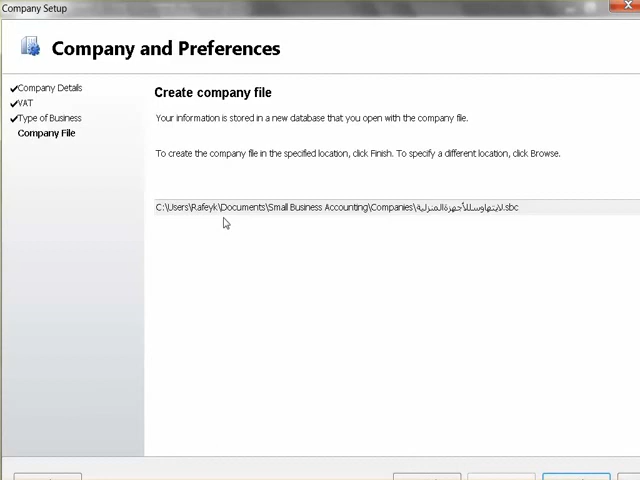 Company Setup
Company and Preferences
Company Details
VAT
Type of Business
Company File
Create company file
Your information is stored in a new database that you open with the company file.
To create the company file in the specified location, click Finish. To specify a different location, click Browse.
C:\Users\Rafeyk\Documents\Small Business Accounting\Companies\لايتهاوسللأجهزةالمنزلية.sbc